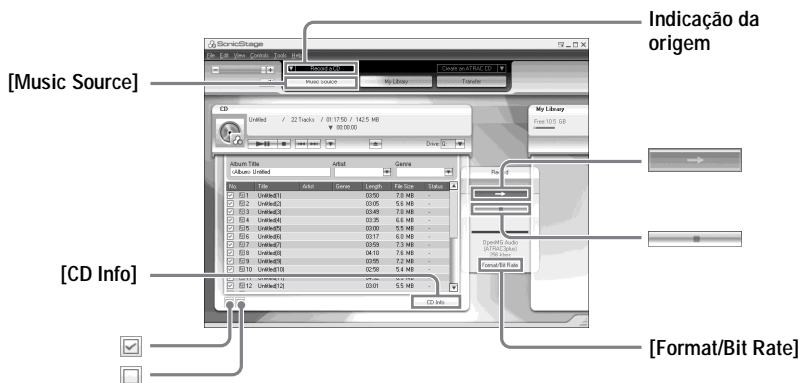 Indicação da
origem
SonicStage
File Edit View Controls Tools Help
Record a CD
Create an ATRAC CD
[Music Source]
Music Source
My Library
Transfer
CD
My Library
Untitled / 22 Tracks / 01:17:50 / 142.5 MB
00:00:00
Free:10.5 GB
Drive:
Album Title Artist Genre
<Album> Untitled
Record
No. Title Artist Genre Length File Size Status
1 Untitled(1) 03:50 7.0 MB -
2 Untitled(2) 03:05 5.6 MB -
3 Untitled(3) 03:49 7.0 MB -
4 Untitled(4) 03:35 6.6 MB -
5 Untitled(5) 03:00 5.5 MB -
6 Untitled(6) 03:17 6.0 MB -
7 Untitled(7) 03:59 7.3 MB -
8 Untitled(8) 04:10 7.6 MB -
9 Untitled(9) 03:55 7.2 MB -
10 Untitled(10) 02:58 5.4 MB -
12 Untitled(12) 03:01 5.5 MB -
OpenMG Audio
(ATRAC3plus)
256 kbps
Format/Bit Rate
[CD Info]
CD Info
[Format/Bit Rate]